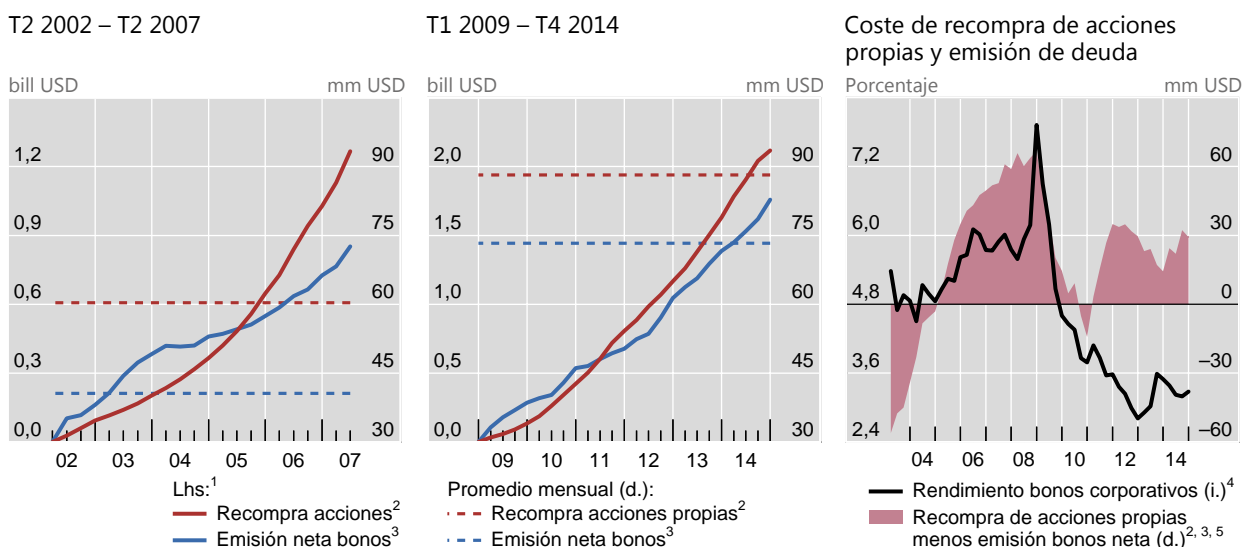 T2 2002 – T2 2007
bill USD mm USD
1,2 90
0,9 75
0,6 60
0,3 45
0,0 30
02 03 04 05 06 07
Lhs:1
Recompra acciones2
Emisión neta bonos3
T1 2009 – T4 2014
bill USD mm USD
2,0 90
1,5 75
1,0 60
0,5 45
0,0 30
09 10 11 12 13 14
Promedio mensual (d.):
Recompra acciones propias2
Emisión neta bonos3
Coste de recompra de acciones
propias y emisión de deuda
Porcentaje mm USD
7,2 60
6,0 30
4,8 0
3,6 –30
2,4 –60
04 06 08 10 12 14
Rendimiento bonos corporativos (i.)4
Recompra de acciones propias
menos emisión bonos neta (d.)2, 3, 5